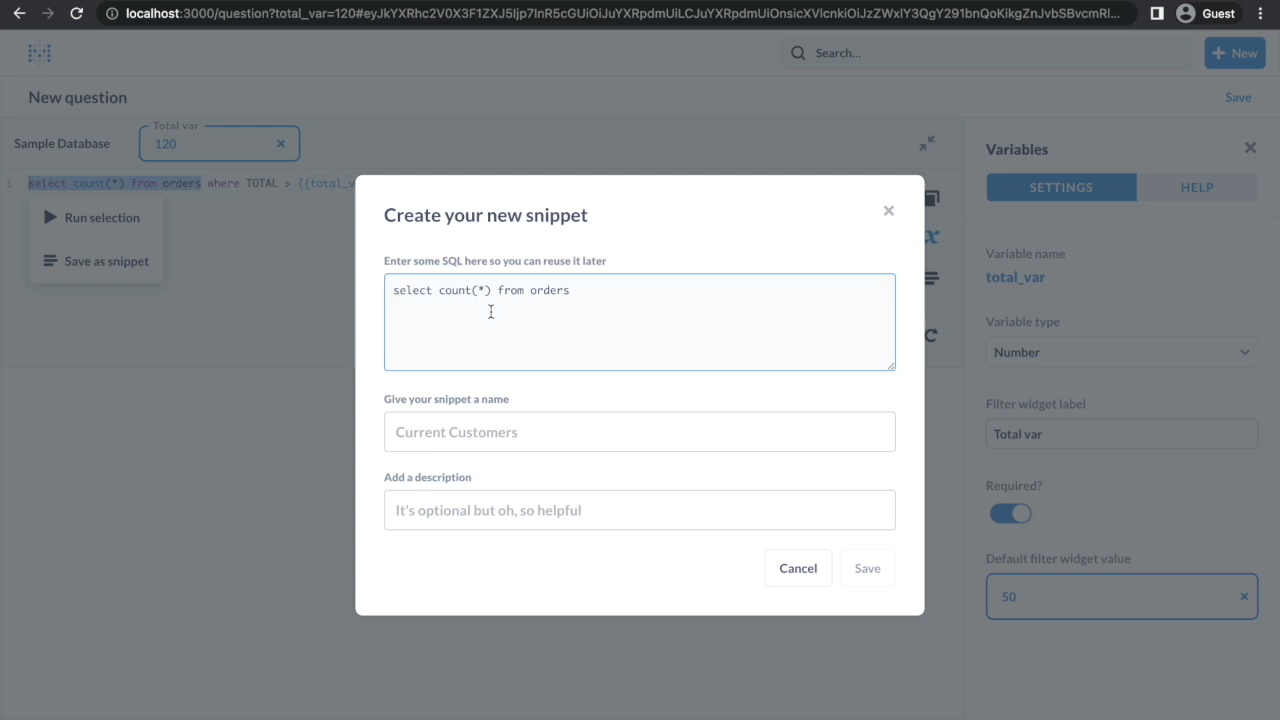 localhost:3000/question?total_var=120#eyJkYXRhc2V0X3F1ZXJ5Ijp7InR5cGUiOiJuYXRpdmUiLCJuYXRpdmUiOnsicXVlcnkiOiJzZWxlY3QgY291bnQoKikgZnJvbSBvcmRl...
Guest
Search...
+ New
New question
Save
Total var
Sample Database
120
1 select count(*) from orders where TOTAL > {{total_v
Run selection
Save as snippet
Create your new snippet
Enter some SQL here so you can reuse it later
select count(*) from orders
Give your snippet a name
Current Customers
Add a description
It's optional but oh, so helpful
Cancel
Save
Variables
SETTINGS
HELP
Variable name
total_var
Variable type
Number
Filter widget label
Total var
Required?
Default filter widget value
50